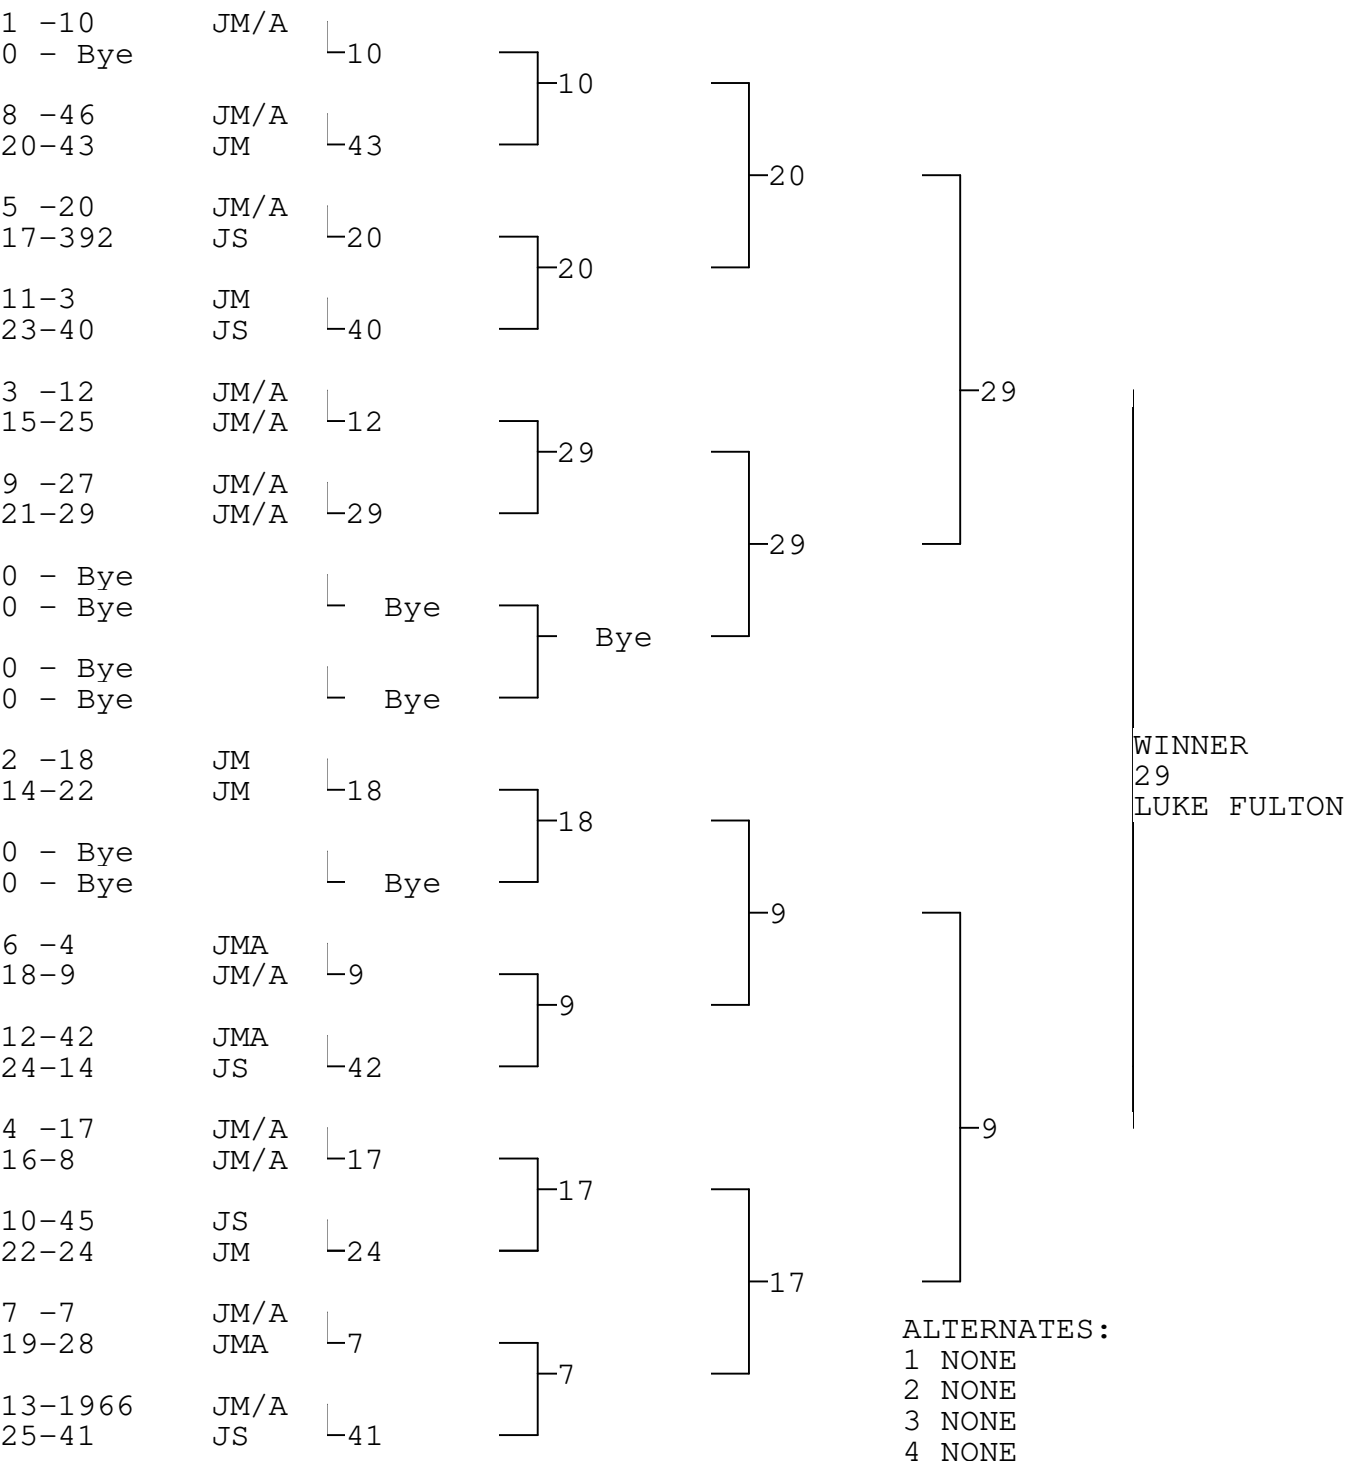 1 -10 JM/A
0 - Bye 10
10
8 -46 JM/A
20-43 JM 43
20
5 -20 JM/A
17-392 JS 20
20
11-3 JM
23-40 JS 40
3 -12 JM/A 29
15-25 JM/A 12
29
9 -27 JM/A
21-29 JM/A 29
29
0 - Bye
0 - Bye Bye
Bye
0 - Bye
0 - Bye Bye
WINNER
2 -18 JM
29
14-22 JM 18
LUKE FULTON
18
0 - Bye
0 - Bye Bye
9
6 -4 JMA
18-9 JM/A 9
9
12-42 JMA
24-14 JS 42
4 -17 JM/A 9
16-8 JM/A 17
17
10-45 JS
22-24 JM 24
17
7 -7 JM/A
ALTERNATES:
19-28 JMA 7
1 NONE
7
2 NONE
13-1966 JM/A
3 NONE
25-41 JS 41
4 NONE